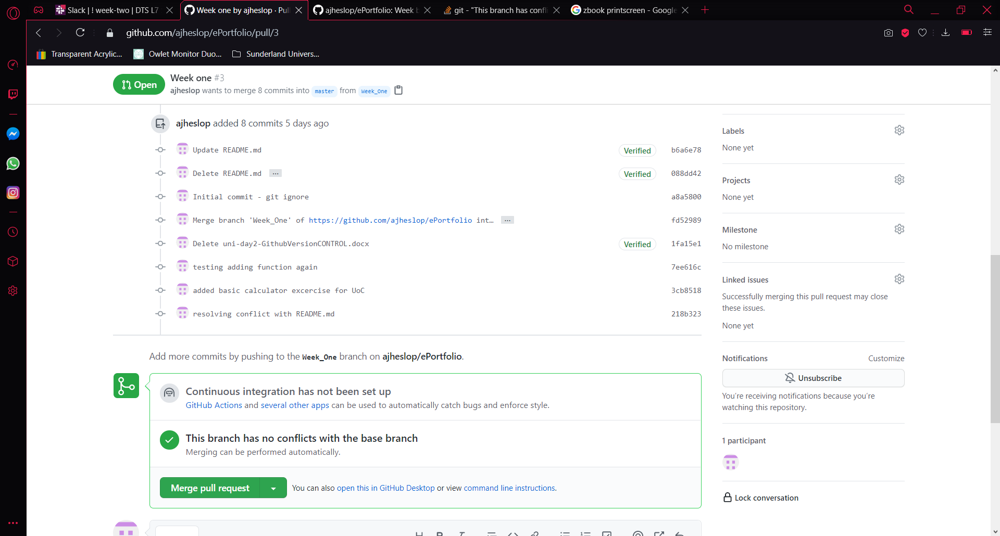 Slack | ! week-two | DTS L7
Week one by ajheslop · Pul
ajheslop/ePortfolio: Week
git - "This branch has confl
zbook printscreen - Google
github.com/ajheslop/ePortfolio/pull/3
Transparent Acrylic...
Owlet Monitor Duo...
Sunderland Univers...
Open
Week one #3
ajheslop wants to merge 8 commits into master from Week_One
ajheslop added 8 commits 5 days ago
Update README.md Verified b6a6e78
Delete README.md ... Verified 088dd42
Initial commit - git ignore a8a5800
Merge branch 'Week_One' of https://github.com/ajheslop/ePortfolio int… ... fd52989
Delete uni-day2-GithubVersionCONTROL.docx Verified 1fa15e1
testing adding function again 7ee616c
added basic calculator excercise for UoC 3cb8518
resolving conflict with README.md 218b323
Add more commits by pushing to the Week_One branch on ajheslop/ePortfolio.
Continuous integration has not been set up
GitHub Actions and several other apps can be used to automatically catch bugs and enforce style.
This branch has no conflicts with the base branch
Merging can be performed automatically.
Merge pull request
You can also open this in GitHub Desktop or view command line instructions.
Labels
None yet
Projects
None yet
Milestone
No milestone
Linked issues
Successfully merging this pull request may close
these issues.
None yet
Notifications
Customize
Unsubscribe
You're receiving notifications because you're
watching this repository.
1 participant
Lock conversation